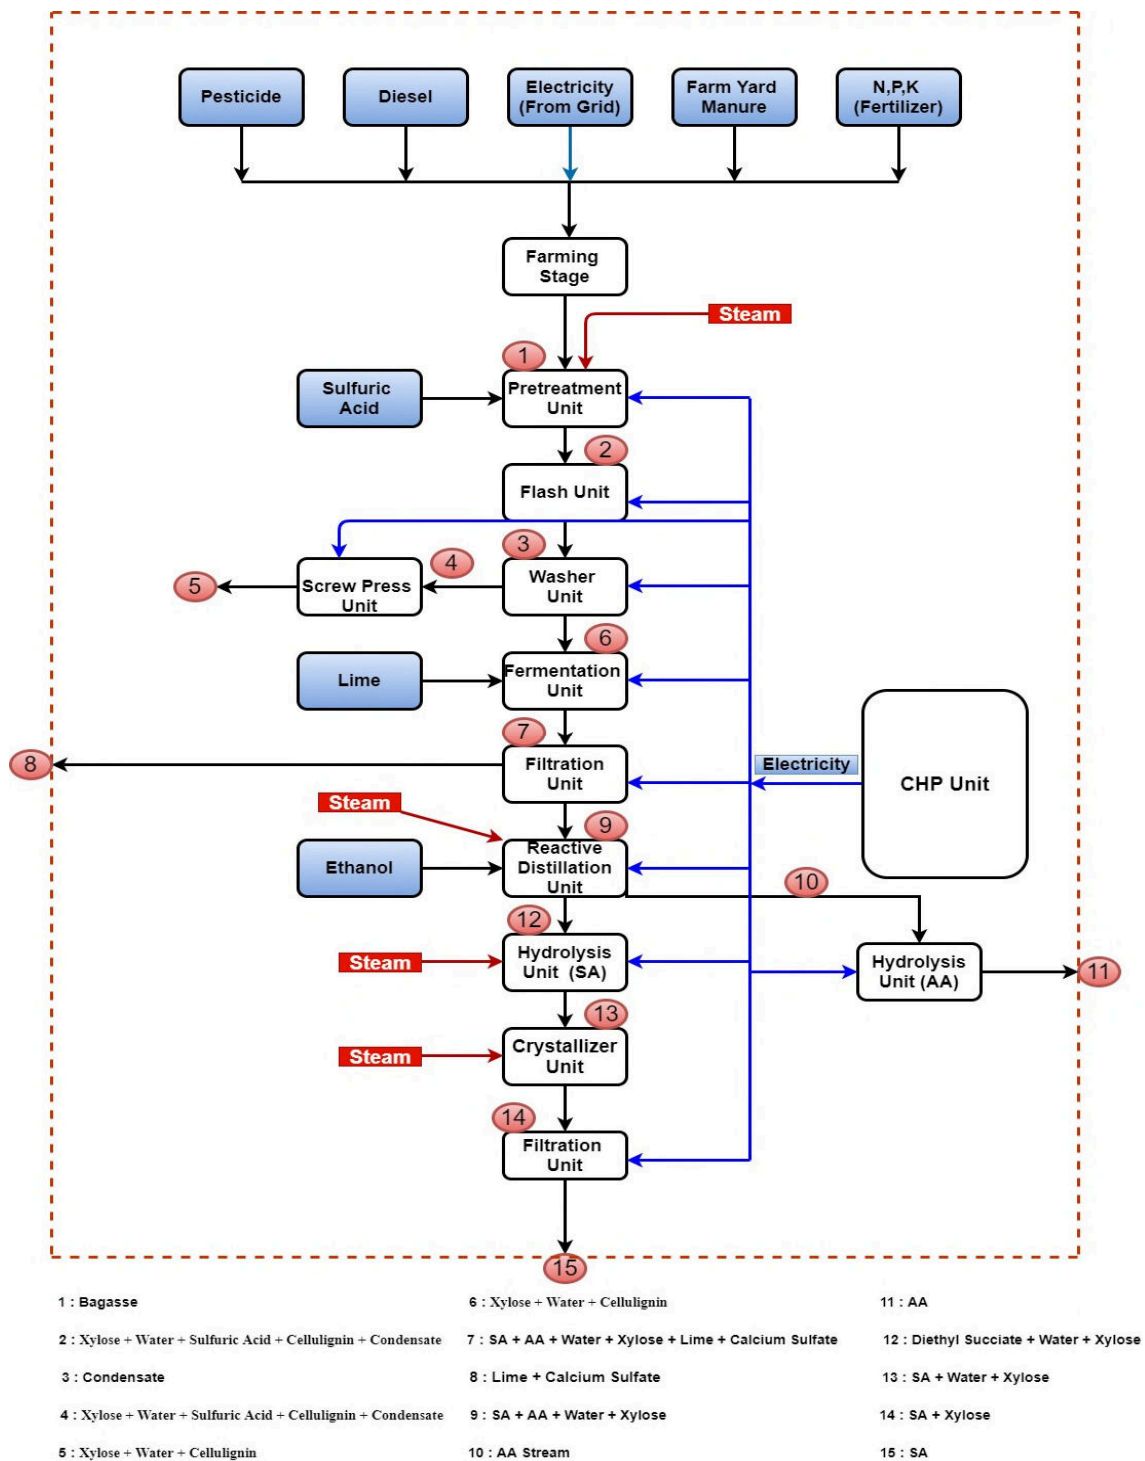 Pesticide
Diesel
Electricity
(From Grid)
Farm Yard
Manure
N,P,K
(Fertilizer)
Farming
Stage
Steam
1
Sulfuric
Acid
Pretreatment
Unit
2
Flash Unit
3
4
5
Screw Press
Unit
Washer
Unit
6
Lime
Fermentation
Unit
7
8
Filtration
Unit
Electricity
CHP Unit
Steam
9
Ethanol
Reactive
Distillation
Unit
10
12
Steam
Hydrolysis
Unit (SA)
Hydrolysis
Unit (AA)
11
13
Steam
Crystallizer
Unit
14
Filtration
Unit
15
1 : Bagasse
2 : Xylose + Water + Sulfuric Acid + Cellulignin + Condensate
3 : Condensate
4 : Xylose + Water + Sulfuric Acid + Cellulignin + Condensate
5 : Xylose + Water + Cellulignin
6 : Xylose + Water + Cellulignin
7 : SA + AA + Water + Xylose + Lime + Calcium Sulfate
8 : Lime + Calcium Sulfate
9 : SA + AA + Water + Xylose
10 : AA Stream
11 : AA
12 : Diethyl Succiate + Water + Xylose
13 : SA + Water + Xylose
14 : SA + Xylose
15 : SA